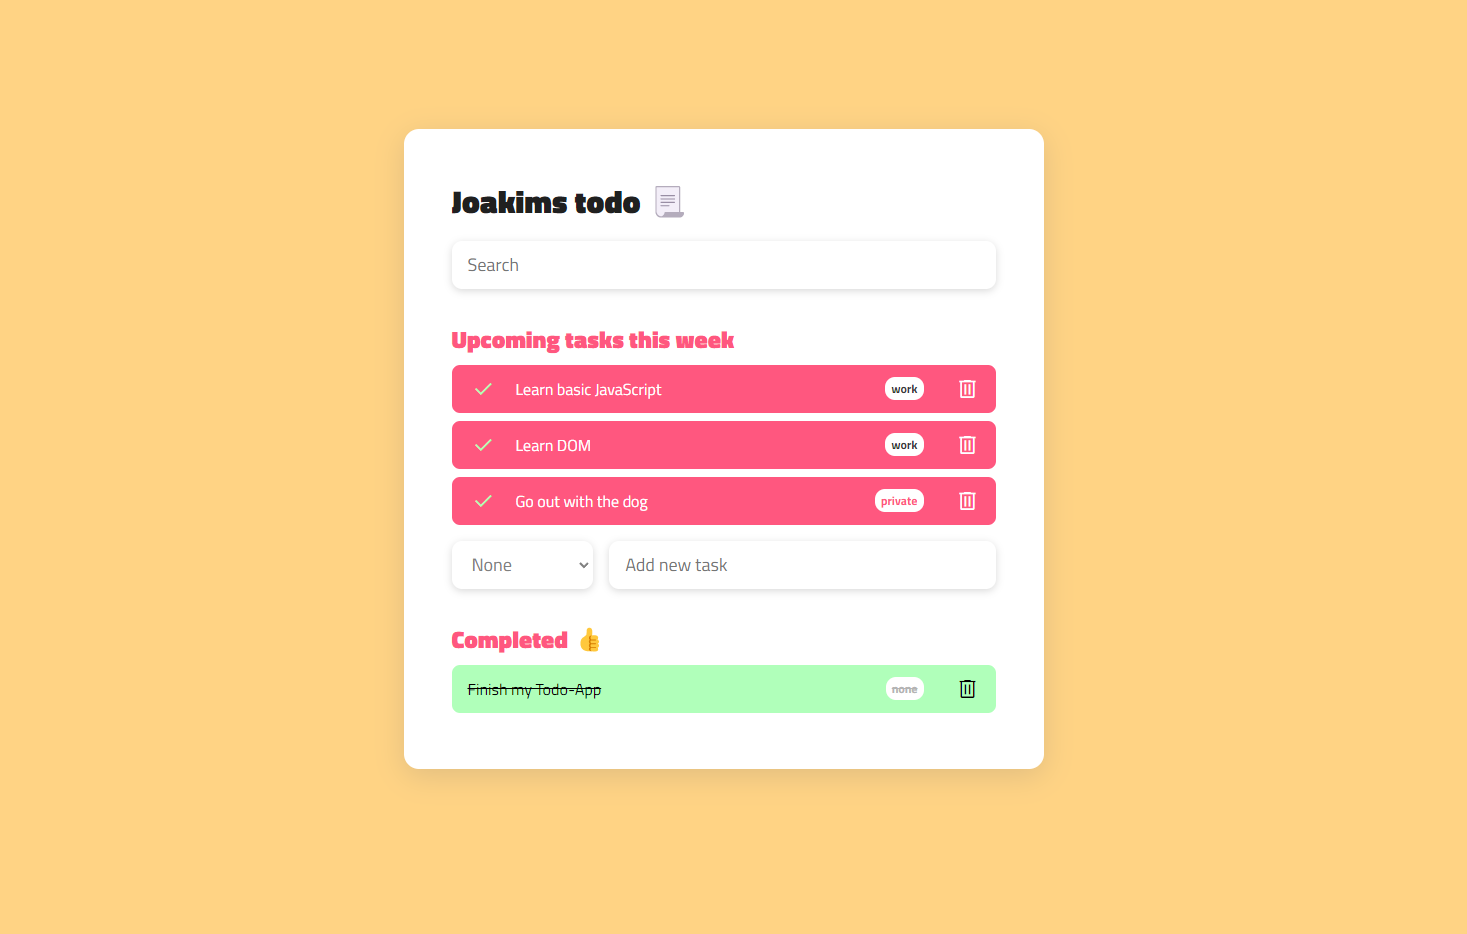 Joakims todo
Search
Upcoming tasks this week
Learn basic JavaScript work
Learn DOM work
Go out with the dog private
None Add new task
Completed
Finish my Todo-App none